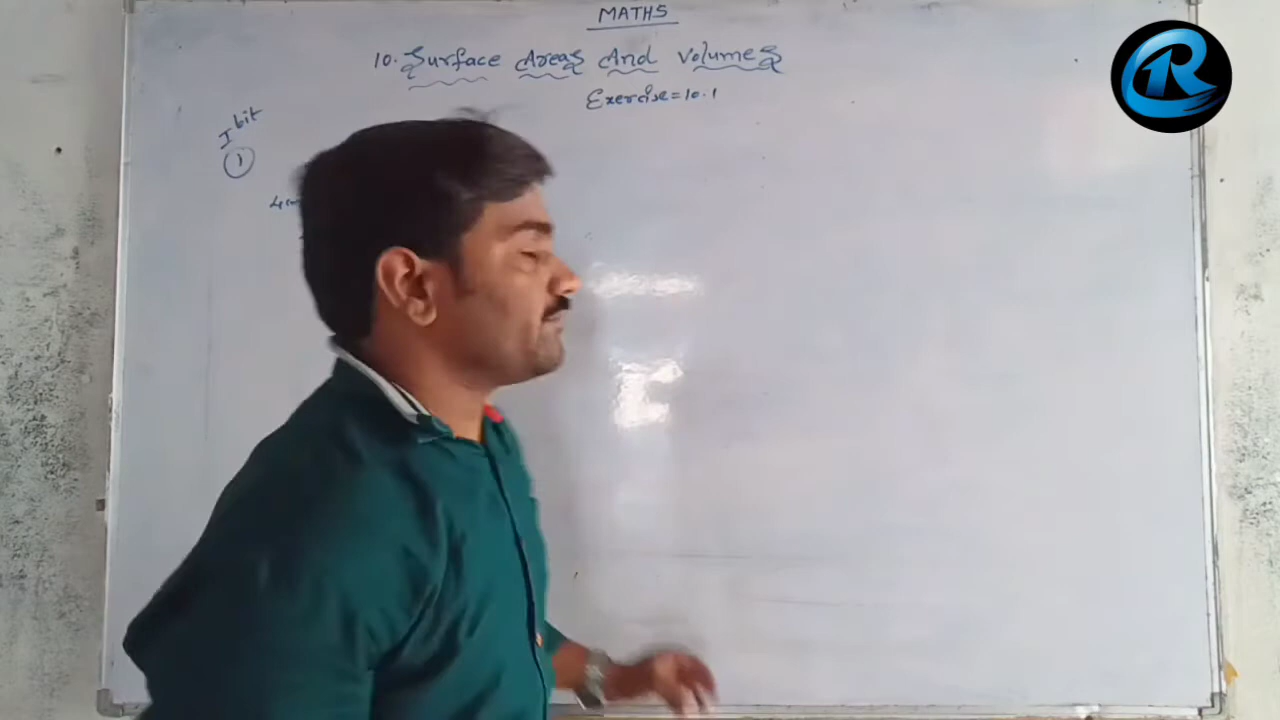 MATHS
10. Surface Areas And Volumes
Exercise=10.1
I bit
1
R